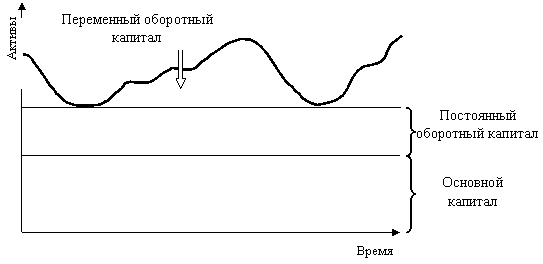 Активы
Переменный оборотный
капитал
Постоянный
оборотный капитал
Основной
капитал
Время